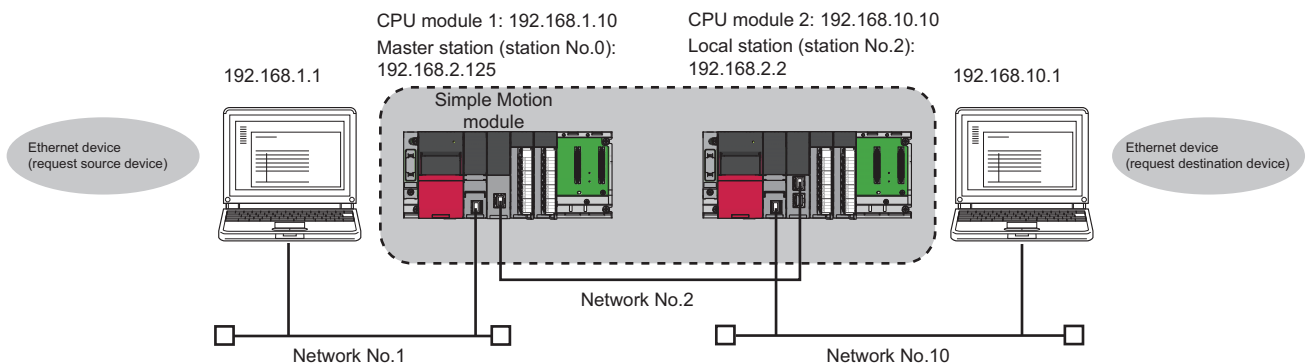 CPU module 1: 192.168.1.10
Master station (station No.0):
192.168.2.125
CPU module 2: 192.168.10.10
Local station (station No.2):
192.168.2.2
192.168.1.1
192.168.10.1
Simple Motion
module
Ethernet device
(request source device)
Ethernet device
(request destination device)
Network No.2
Network No.1
Network No.10